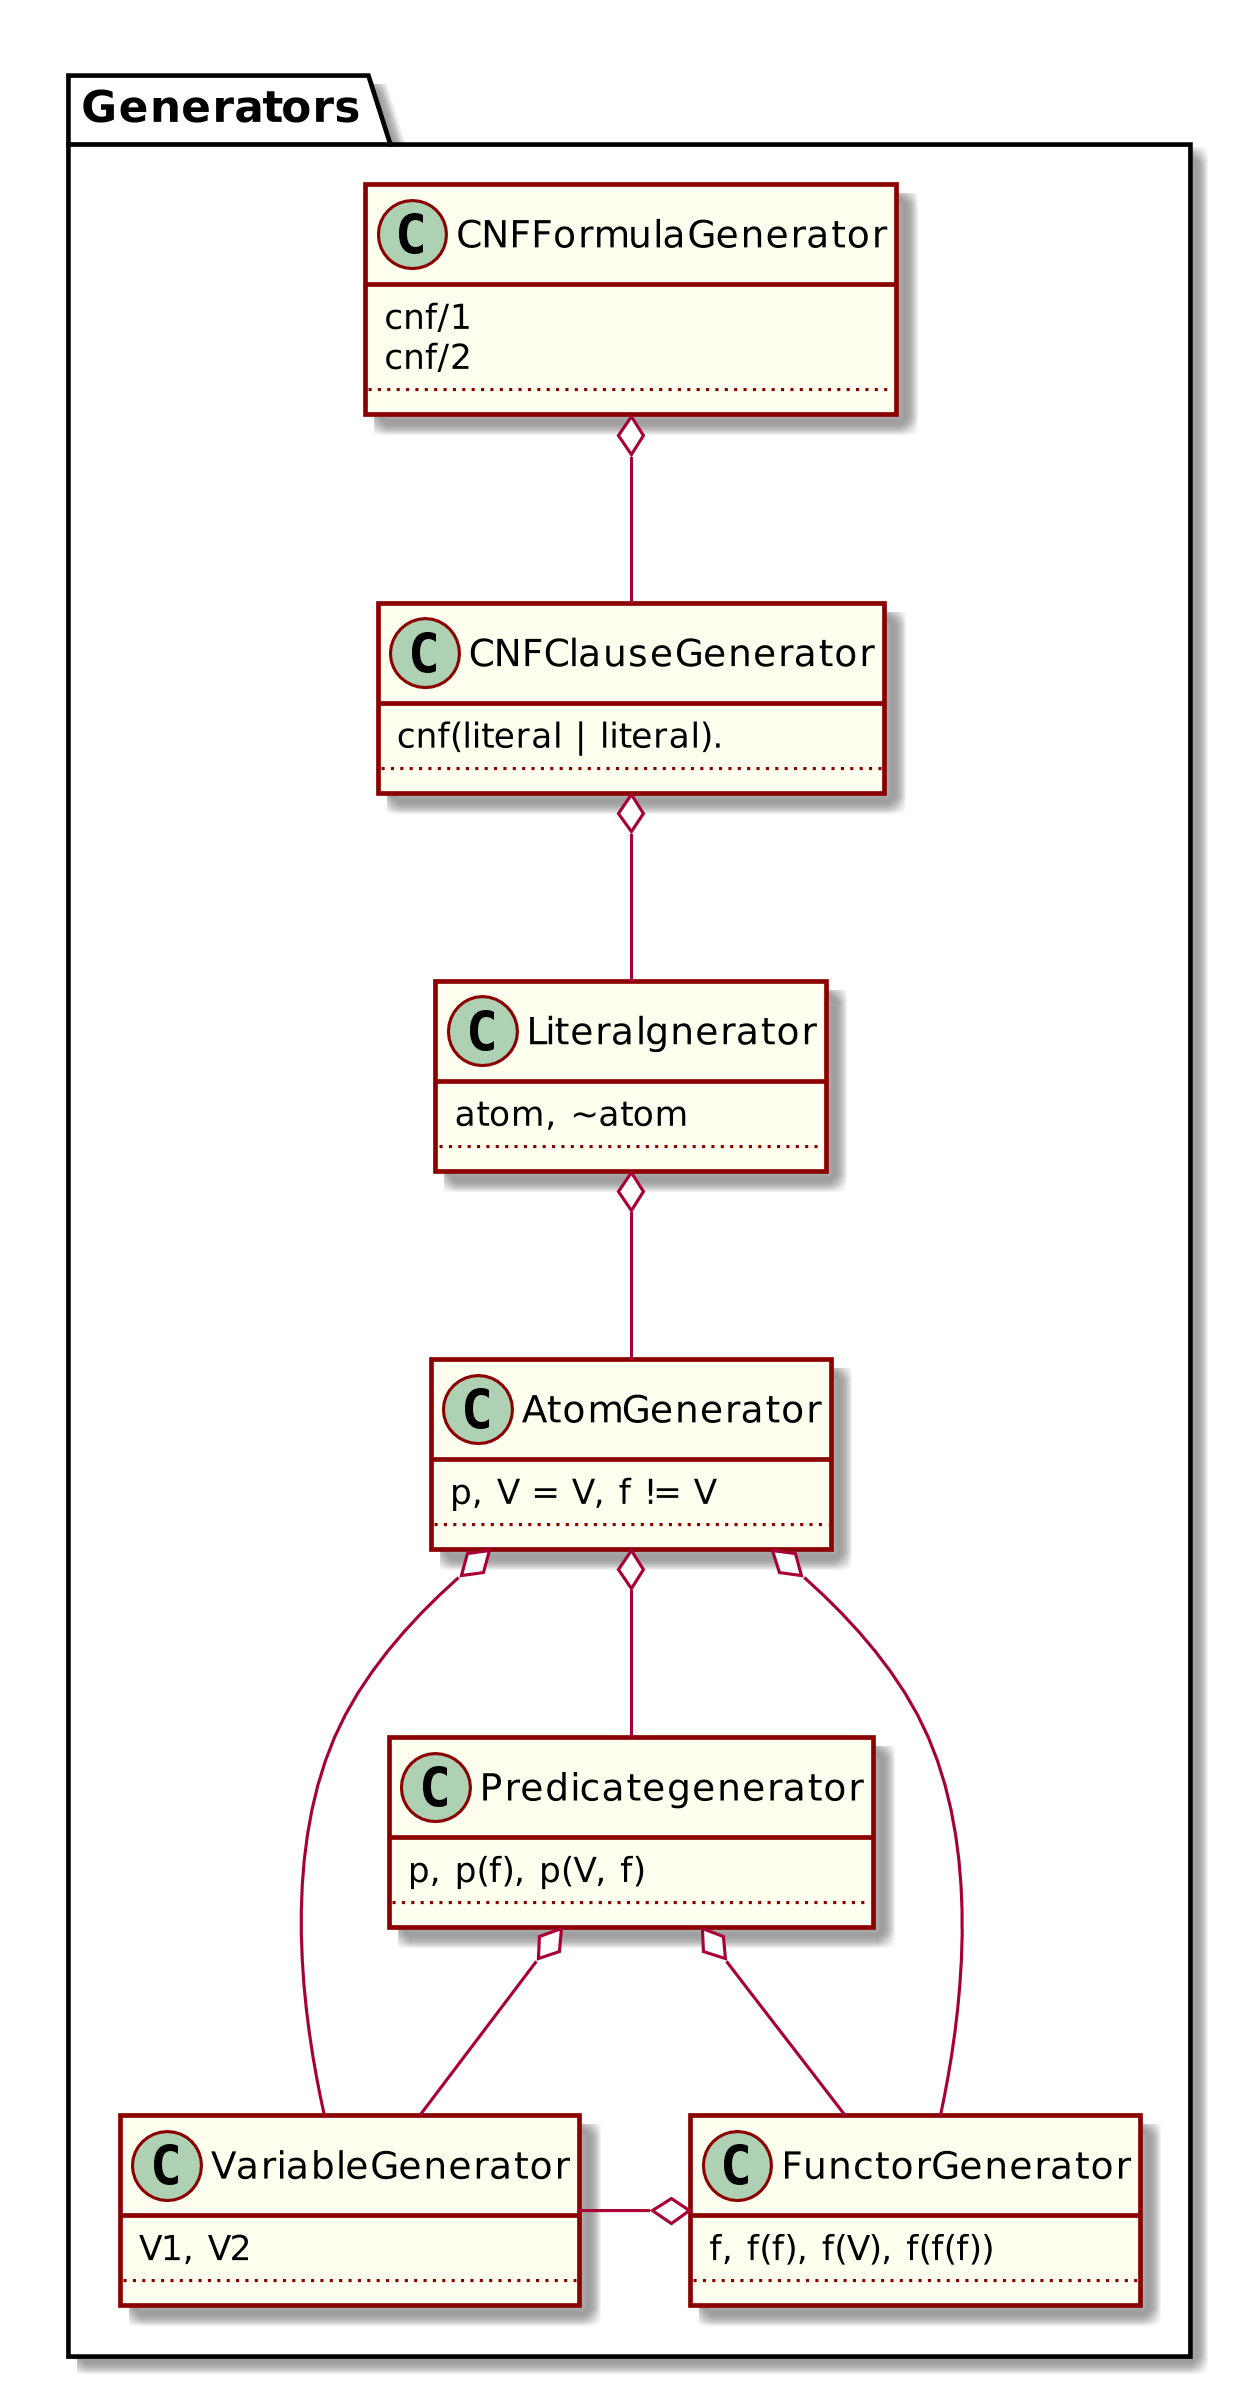 Generators
C CNFFormulaGenerator
cnf/1
cnf/2
C CNFClauseGenerator
cnf(literal | literal).
C Literalgnerator
atom, ~atom
C AtomGenerator
p, V = V, f != V
C Predicategenerator
p, p(f), p(V, f)
C VariableGenerator
V1, V2
C FunctorGenerator
f, f(f), f(V), f(f(f))